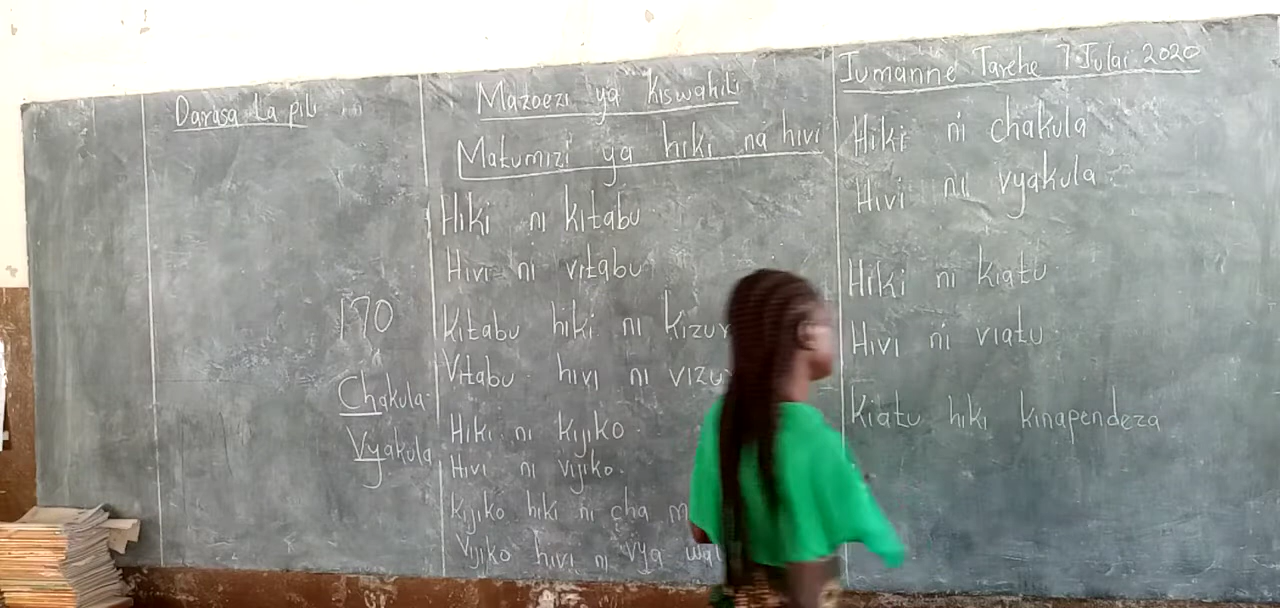 Darasa La pili
170
Chakula
Vyakula
Mazoezi ya Kiswahili
Matumizi ya hiki na hivi
Hiki ni kitabu
Hivi ni vitabu
Kitabu hiki ni
Vitabu hivi ni
Hiki ni kijiko.
Hivi ni vijiko.
Kijiko hiki ni cha
Vijiko hivi ni vya
Jumanne Tarehe 7 Julai 2020
Hiki ni chakula
Hivi ni vyakula.
Hiki ni kiatu.
Hivi ni viatu.
Kiatu hiki kinapendeza